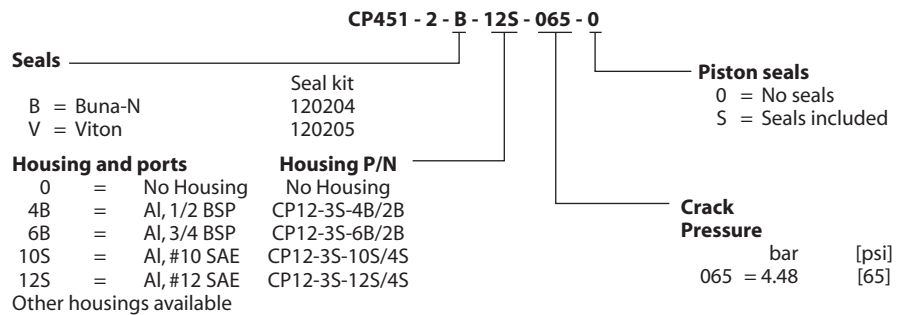 CP451 - 2 - B - 12S - 065 - 0
Seals
Seal kit
B = Buna-N 120204
V = Viton 120205
Housing and ports Housing P/N
0 = No Housing No Housing
4B = Al, 1/2 BSP CP12-3S-4B/2B
6B = Al, 3/4 BSP CP12-3S-6B/2B
10S = Al, #10 SAE CP12-3S-10S/4S
12S = Al, #12 SAE CP12-3S-12S/4S
Other housings available
Piston seals
0 = No seals
S = Seals included
Crack
Pressure
bar [psi]
065 = 4.48 [65]